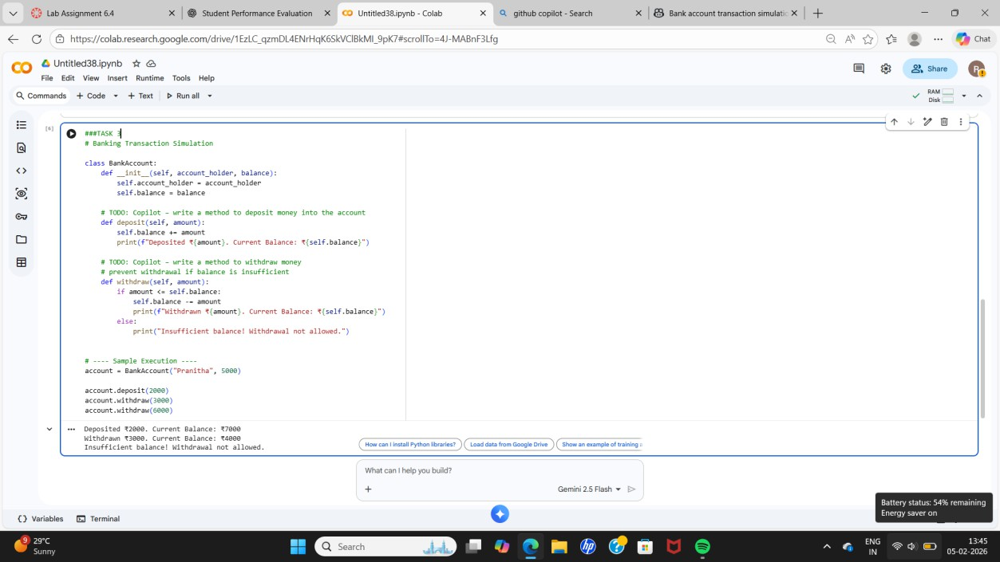 Lab Assignment 6.4
Student Performance Evaluation
Untitled38.ipynb - Colab
github copilot - Search
Bank account transaction simulati
https://colab.research.google.com/drive/1EzLC_qzmDL4ENrHqK6SkVClBkMl_9pK7#scrollTo=4J-MABnF3Lfg
Chat
Untitled38.ipynb
File Edit View Insert Runtime Tools Help
Share
R
Commands + Code + Text Run all
RAM
Disk
[6]
###TASK 3
# Banking Transaction Simulation
class BankAccount:
def __init__(self, account_holder, balance):
self.account_holder = account_holder
self.balance = balance
# TODO: Copilot – write a method to deposit money into the account
def deposit(self, amount):
self.balance += amount
print(f"Deposited ₹{amount}. Current Balance: ₹{self.balance}")
# TODO: Copilot – write a method to withdraw money
# prevent withdrawal if balance is insufficient
def withdraw(self, amount):
if amount <= self.balance:
self.balance -= amount
print(f"Withdrawn ₹{amount}. Current Balance: ₹{self.balance}")
else:
print("Insufficient balance! Withdrawal not allowed.")
# ---- Sample Execution ----
account = BankAccount("Pranitha", 5000)
account.deposit(2000)
account.withdraw(3000)
account.withdraw(6000)
Deposited ₹2000. Current Balance: ₹7000
Withdrawn ₹3000. Current Balance: ₹4000
Insufficient balance! Withdrawal not allowed.
How can I install Python libraries?
Load data from Google Drive
Show an example of training
What can I help you build?
Gemini 2.5 Flash
Battery status: 54% remaining
Energy saver on
Variables Terminal
9
29°C
Sunny
Search
hp
ENG
IN
13:45
05-02-2026